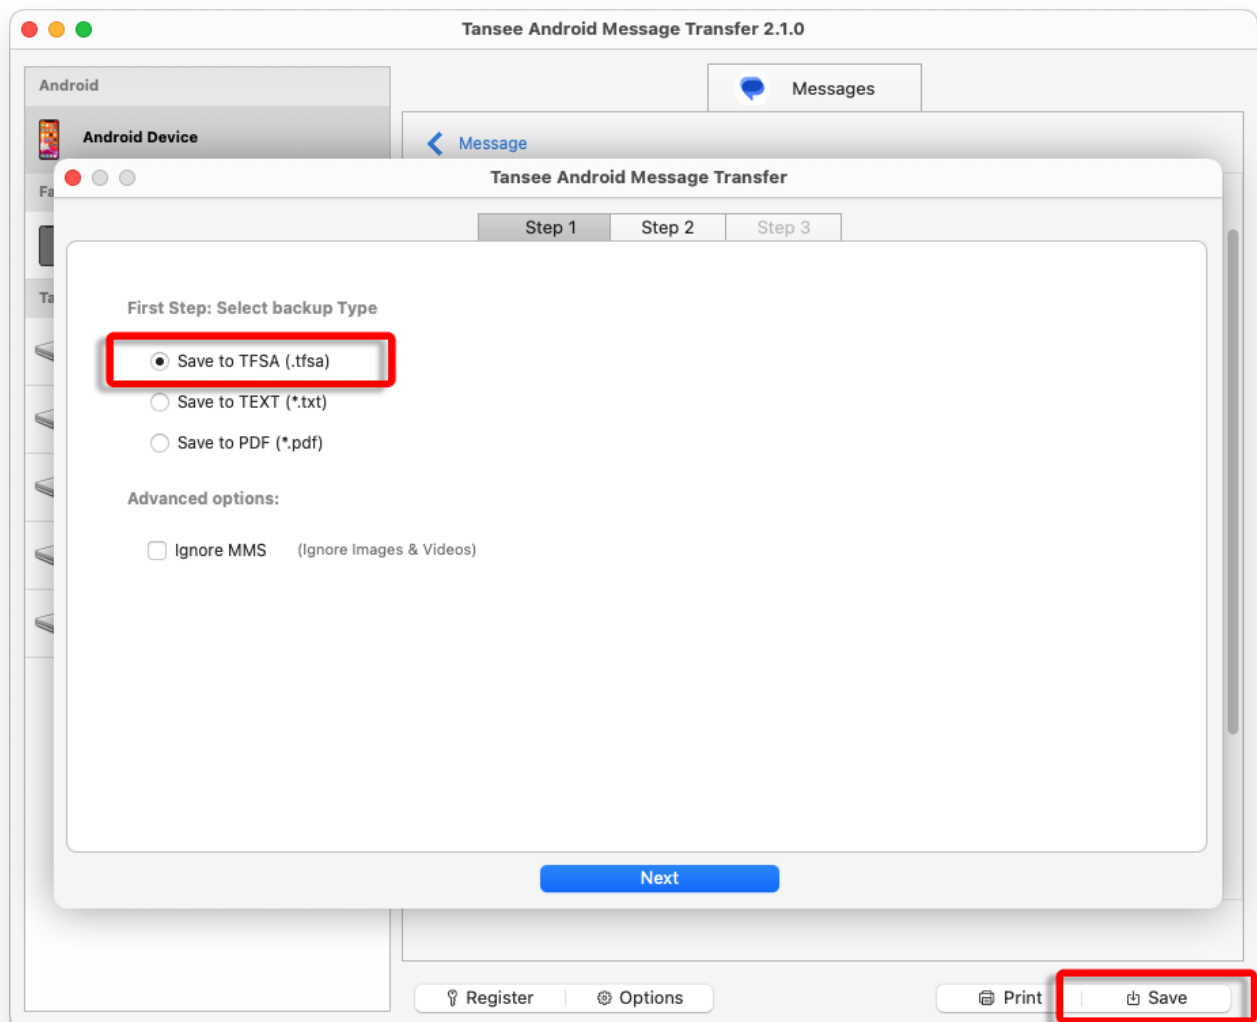 Tansee Android Message Transfer 2.1.0
Android
Messages
Android Device
Message
Fa
Tansee Android Message Transfer
Step 1 Step 2 Step 3
Ta
First Step: Select backup Type
Save to TFSA (.tfsa)
Save to TEXT (*.txt)
Save to PDF (*.pdf)
Advanced options:
Ignore MMS (Ignore Images & Videos)
Next
Register Options Print Save